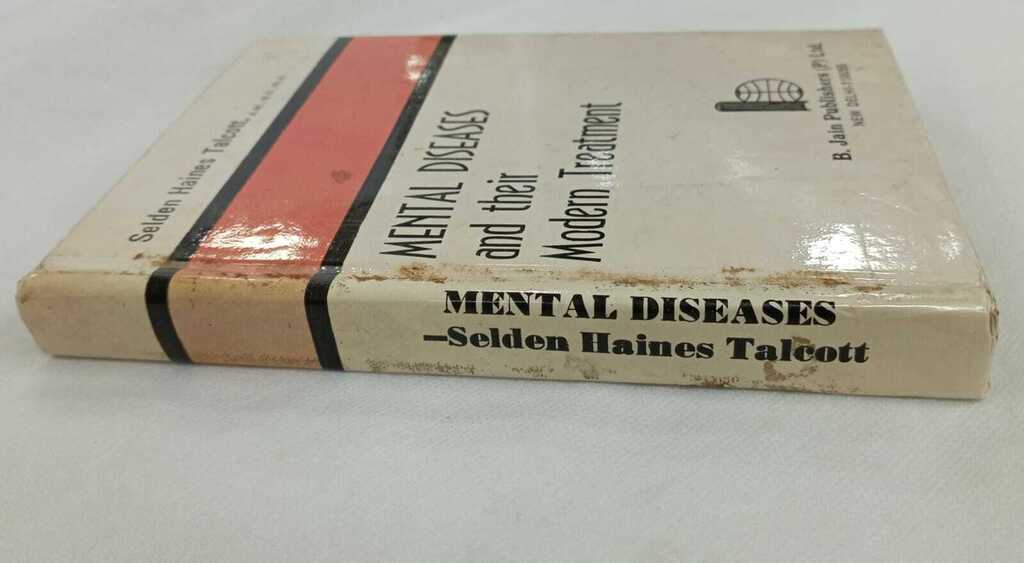 Selden Haines Talcott
MENTAL DISEASES
and their
Modern Treatment
B. Jain Publishers (P) Ltd.
NEW DELHI-110055
MENTAL DISEASES
—Selden Haines Talcott